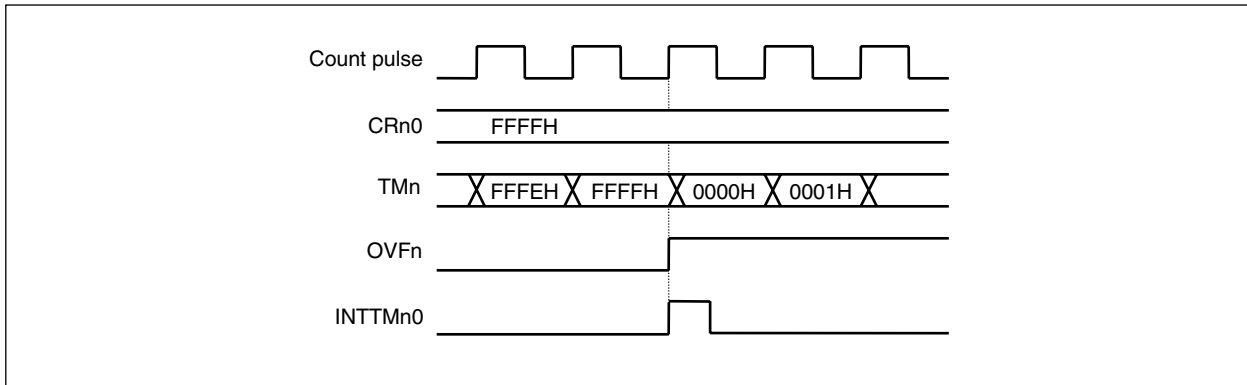 Count pulse
CRn0
FFFFH
TMn
FFFEH FFFFH 0000H 0001H
OVFn
INTTMn0